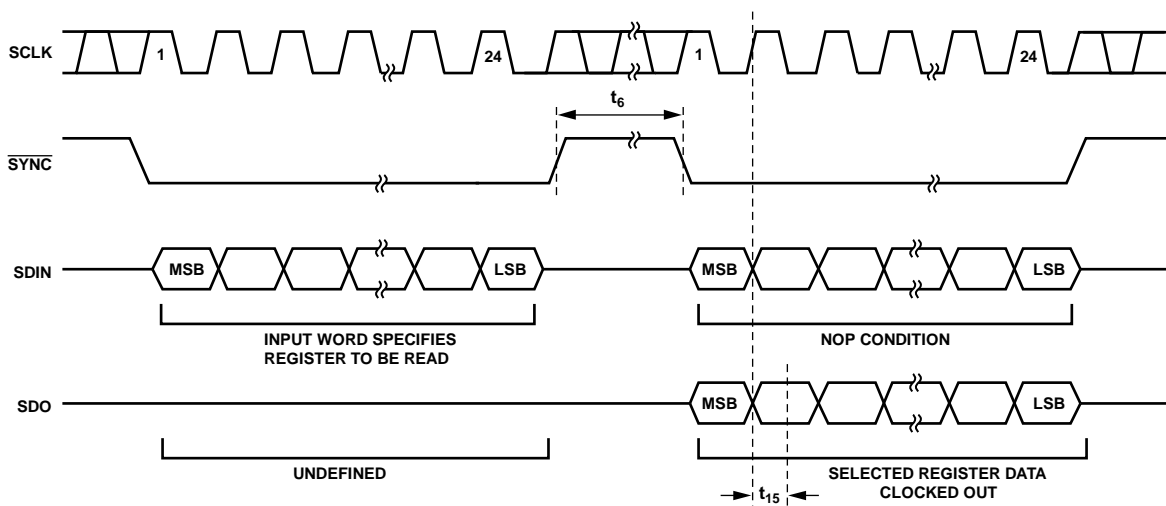 SCLK
1
24
1
24
t6
SYNC
SDIN
MSB
LSB
MSB
LSB
INPUT WORD SPECIFIES
REGISTER TO BE READ
NOP CONDITION
SDO
MSB
LSB
UNDEFINED
SELECTED REGISTER DATA
CLOCKED OUT
t15